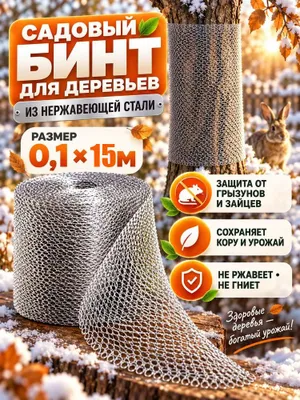 САДОВЫЙ
БИНТ
ДЛЯ ДЕРЕВЬЕВ
ИЗ НЕРЖАВЕЮЩЕЙ СТАЛИ
РАЗМЕР
0,1 × 15м
ЗАЩИТА ОТ
ГРЫЗУНОВ
И ЗАЙЦЕВ
СОХРАНЯЕТ
КОРУ И УРОЖАЙ
НЕ РЖАВЕЕТ •
НЕ ГНИЕТ
Здоровые
деревья —
богатый урожай!